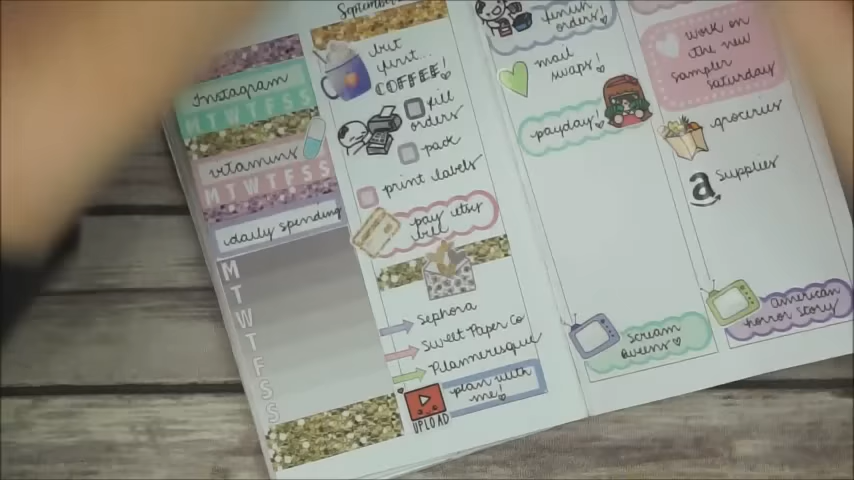 September
Instagram
M T W T F S S
vitamins
M T W T F S S
daily spending
M
T
W
T
F
S
S
but
first...
COFFEE!
fill
orders
pack
print labels
pay etsy
bill
Sephora
Sweet Paper Co
Planneresque
UPLOAD
plan with
me!
finish
orders!
mail
swaps!
payday!
Scream
Queens
work on
the new
sampler
saturday
groceries
a Supplies
american
horror story